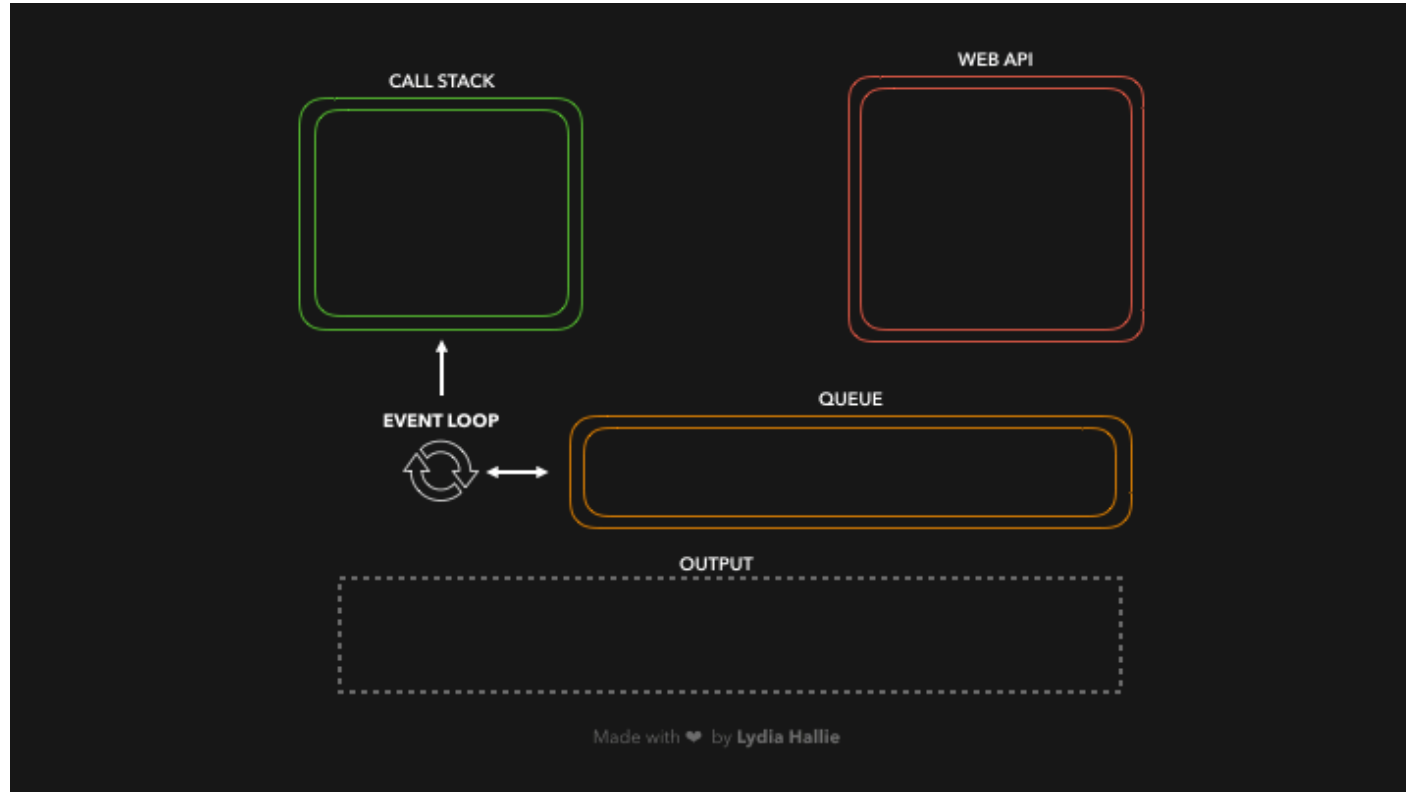 WEB API
CALL STACK
QUEUE
EVENT LOOP
OUTPUT
Made with ❤ by Lydia Hallie